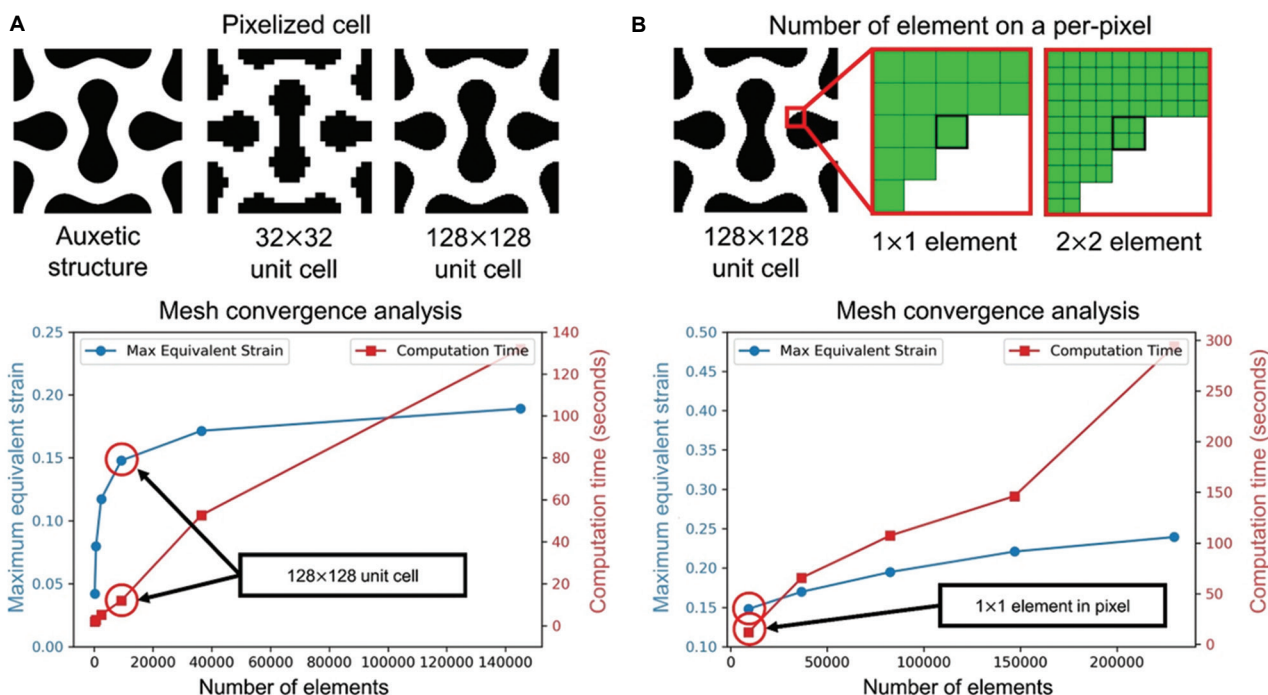 A
Pixelized cell
Auxetic
structure
32×32
unit cell
128×128
unit cell
Mesh convergence analysis
Max Equivalent Strain
Computation Time
Maximum equivalent strain
0.25
0.20
0.15
0.10
0.05
0.00
140
120
100
80
60
40
20
0
Computation time (seconds)
128×128 unit cell
0 20000 40000 60000 80000 100000 120000 140000
Number of elements
B
Number of element on a per-pixel
128×128
unit cell
1×1 element
2×2 element
Mesh convergence analysis
Max Equivalent Strain
Computation Time
Maximum equivalent strain
0.50
0.45
0.40
0.35
0.30
0.25
0.20
0.15
0.10
300
250
200
150
100
50
0
Computation time (seconds)
1×1 element in pixel
0 50000 100000 150000 200000
Number of elements